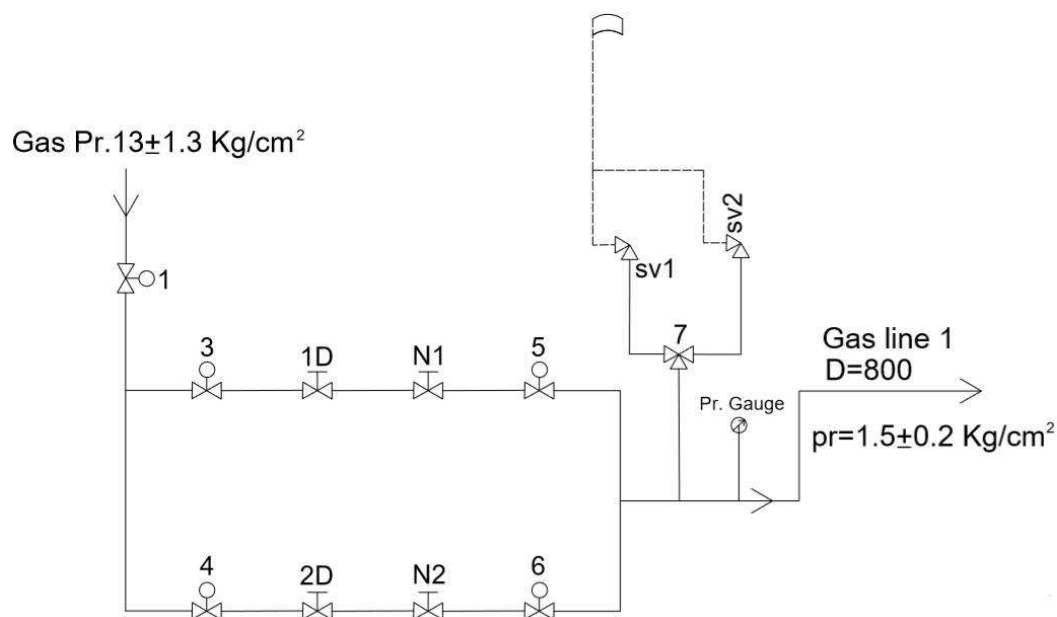 Gas Pr.13±1.3 Kg/cm²
sv2
sv1
1
7
Gas line 1
D=800
3
1D
N1
5
Pr. Gauge
pr=1.5±0.2 Kg/cm²
4
2D
N2
6